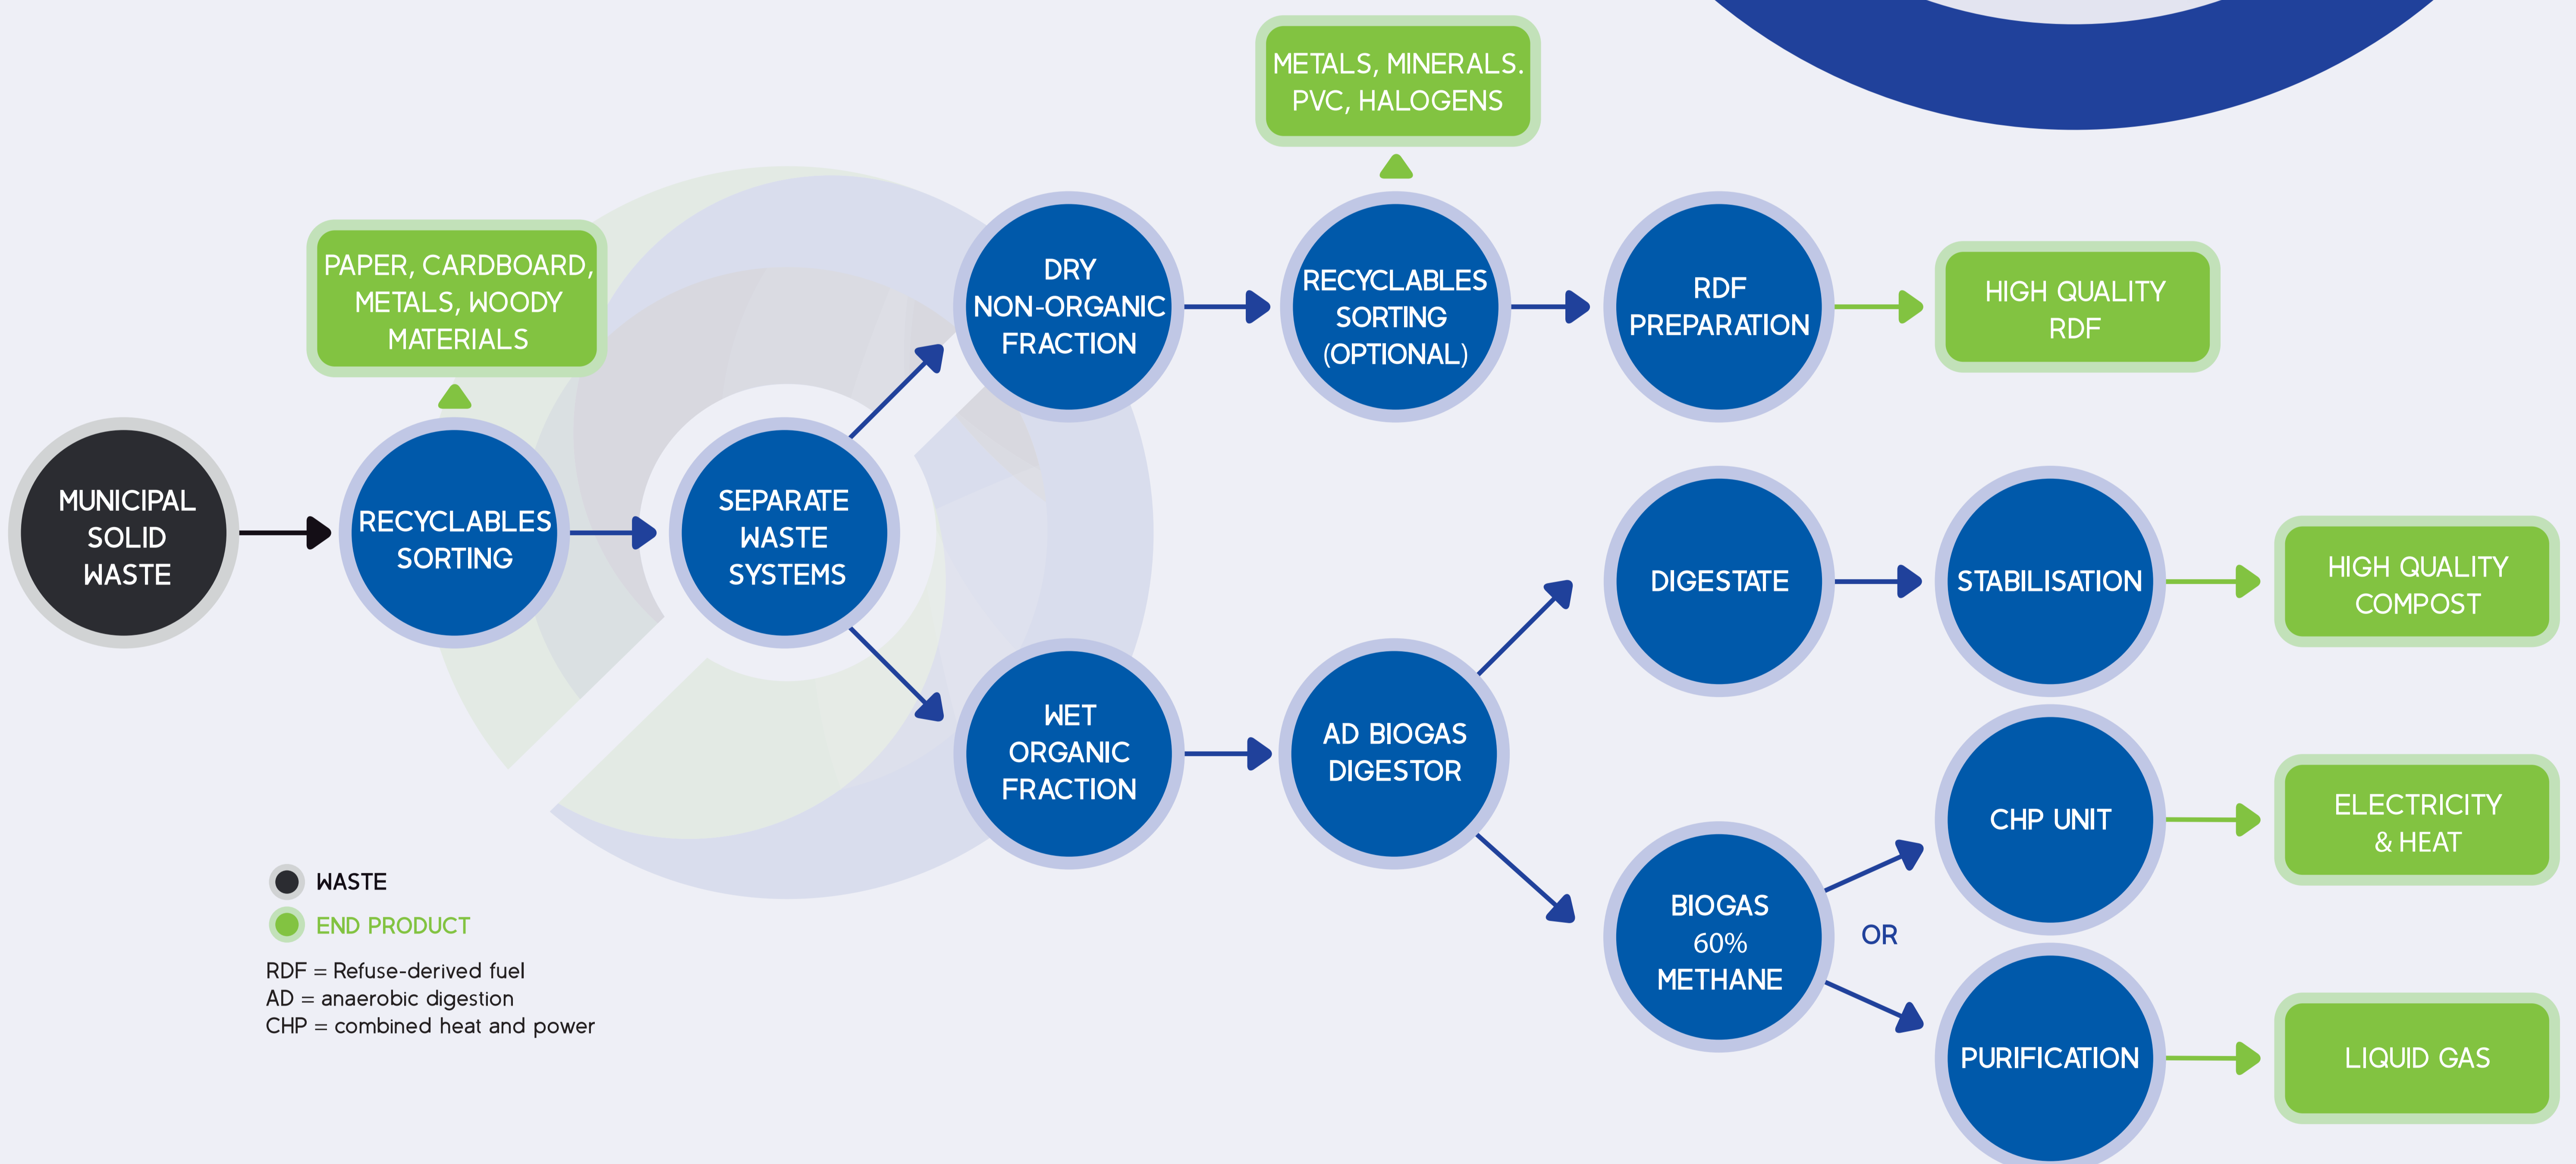 METALS, MINERALS.
PVC, HALOGENS
PAPER, CARDBOARD,
METALS, WOODY
MATERIALS
DRY
NON-ORGANIC
FRACTION
RECYCLABLES
SORTING
(OPTIONAL)
RDF
PREPARATION
HIGH QUALITY
RDF
MUNICIPAL
SOLID
WASTE
RECYCLABLES
SORTING
SEPARATE
WASTE
SYSTEMS
DIGESTATE
STABILISATION
HIGH QUALITY
COMPOST
WET
ORGANIC
FRACTION
AD BIOGAS
DIGESTOR
CHP UNIT
ELECTRICITY
& HEAT
BIOGAS
60%
METHANE
OR
PURIFICATION
LIQUID GAS
WASTE
END PRODUCT
RDF = Refuse-derived fuel
AD = anaerobic digestion
CHP = combined heat and power